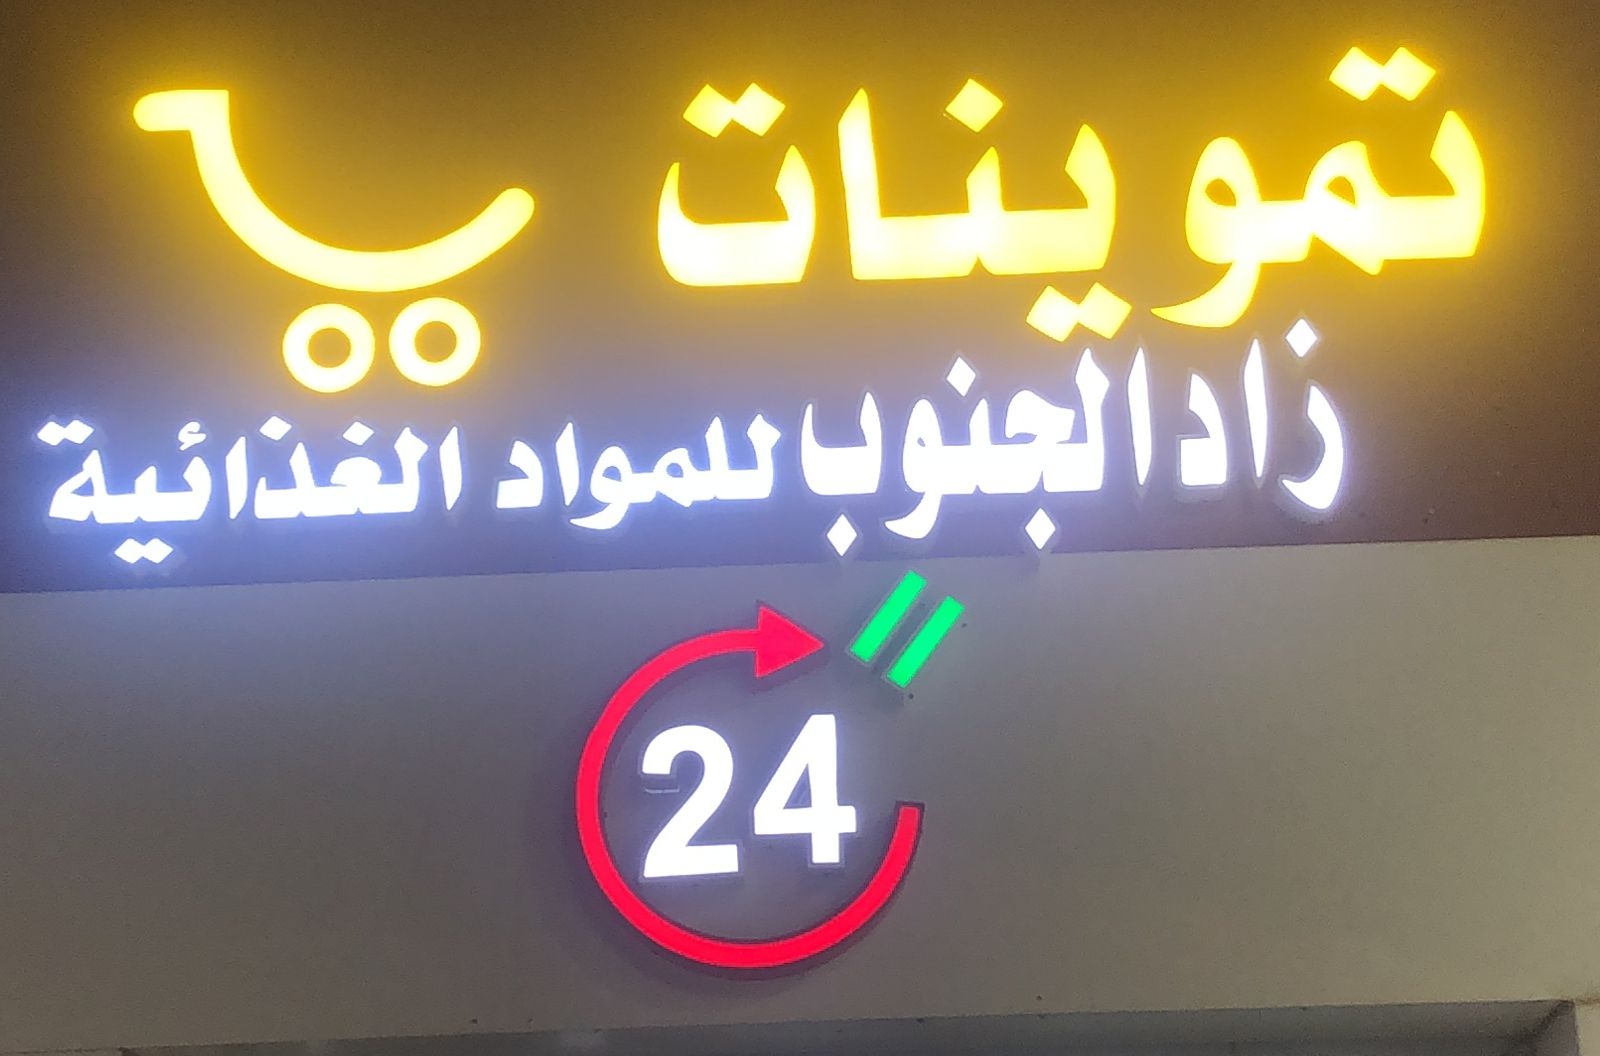 تموينات
زاد الجنوب للمواد الغذائية
24